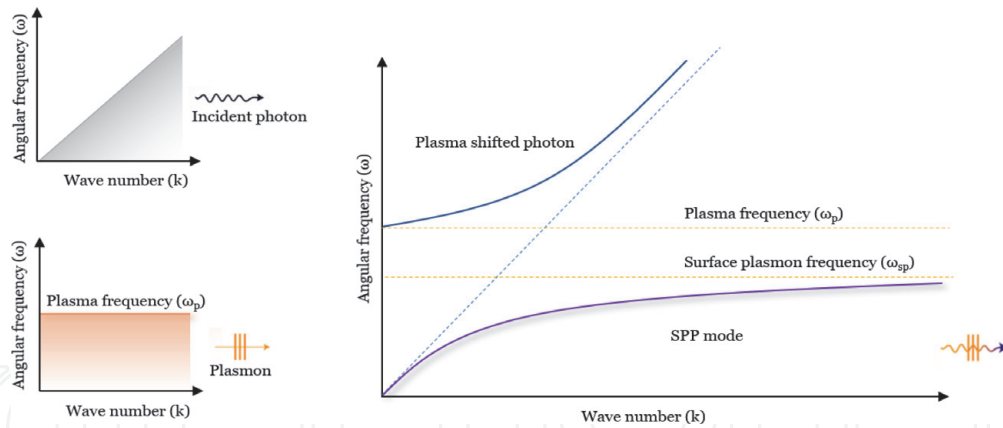 Angular frequency (ω)
Incident photon
Wave number (k)
Angular frequency (ω)
Plasma frequency (ωp)
Plasmon
Wave number (k)
Angular frequency (ω)
Plasma shifted photon
Plasma frequency (ωp)
Surface plasmon frequency (ωsp)
SPP mode
Wave number (k)